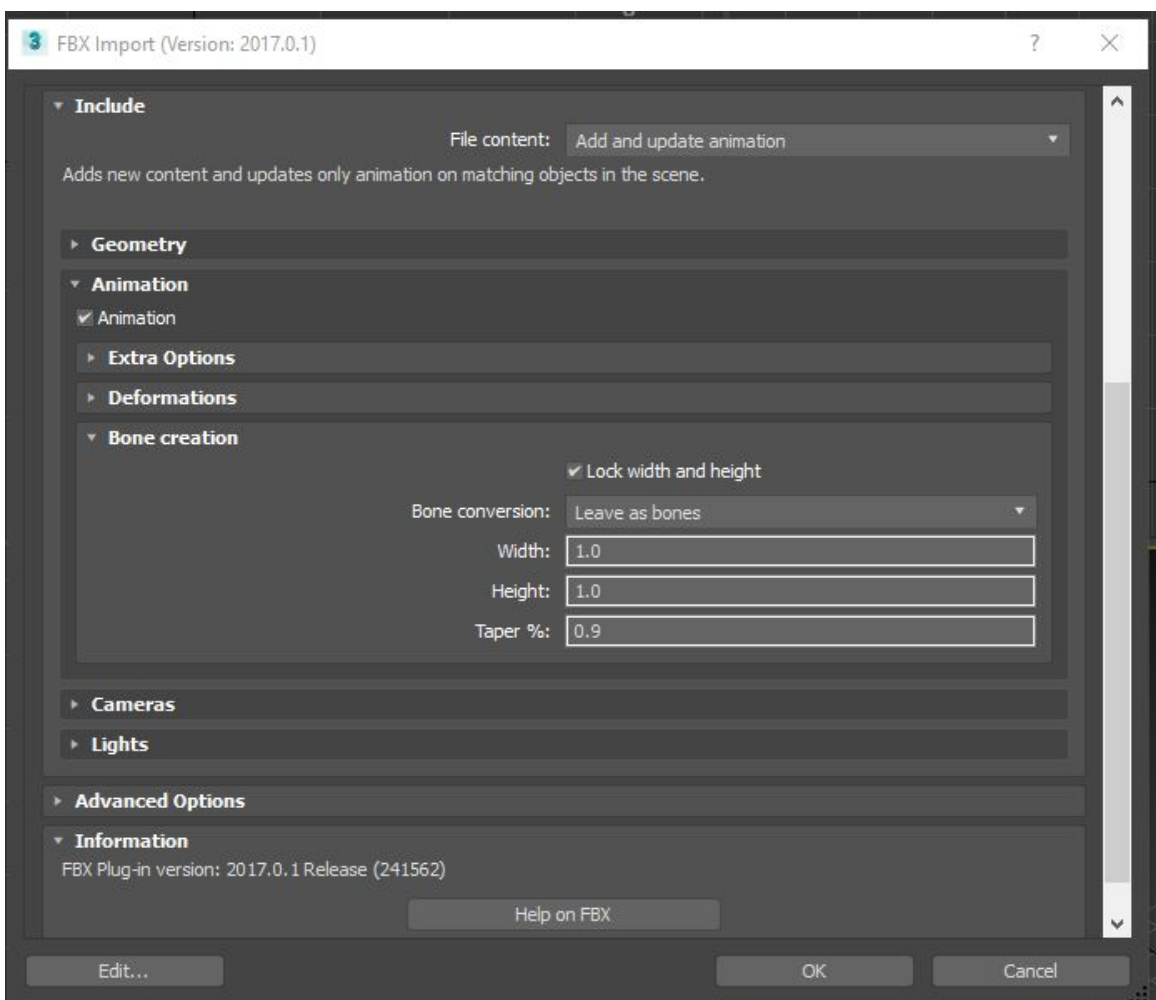 3 FBX Import (Version: 2017.0.1) ?
Include
File content: Add and update animation
Adds new content and updates only animation on matching objects in the scene.
Geometry
Animation
Animation
Extra Options
Deformations
Bone creation
Lock width and height
Bone conversion: Leave as bones
Width: 1.0
Height: 1.0
Taper %: 0.9
Cameras
Lights
Advanced Options
Information
FBX Plug-in version: 2017.0.1 Release (241562)
Help on FBX
Edit... OK Cancel